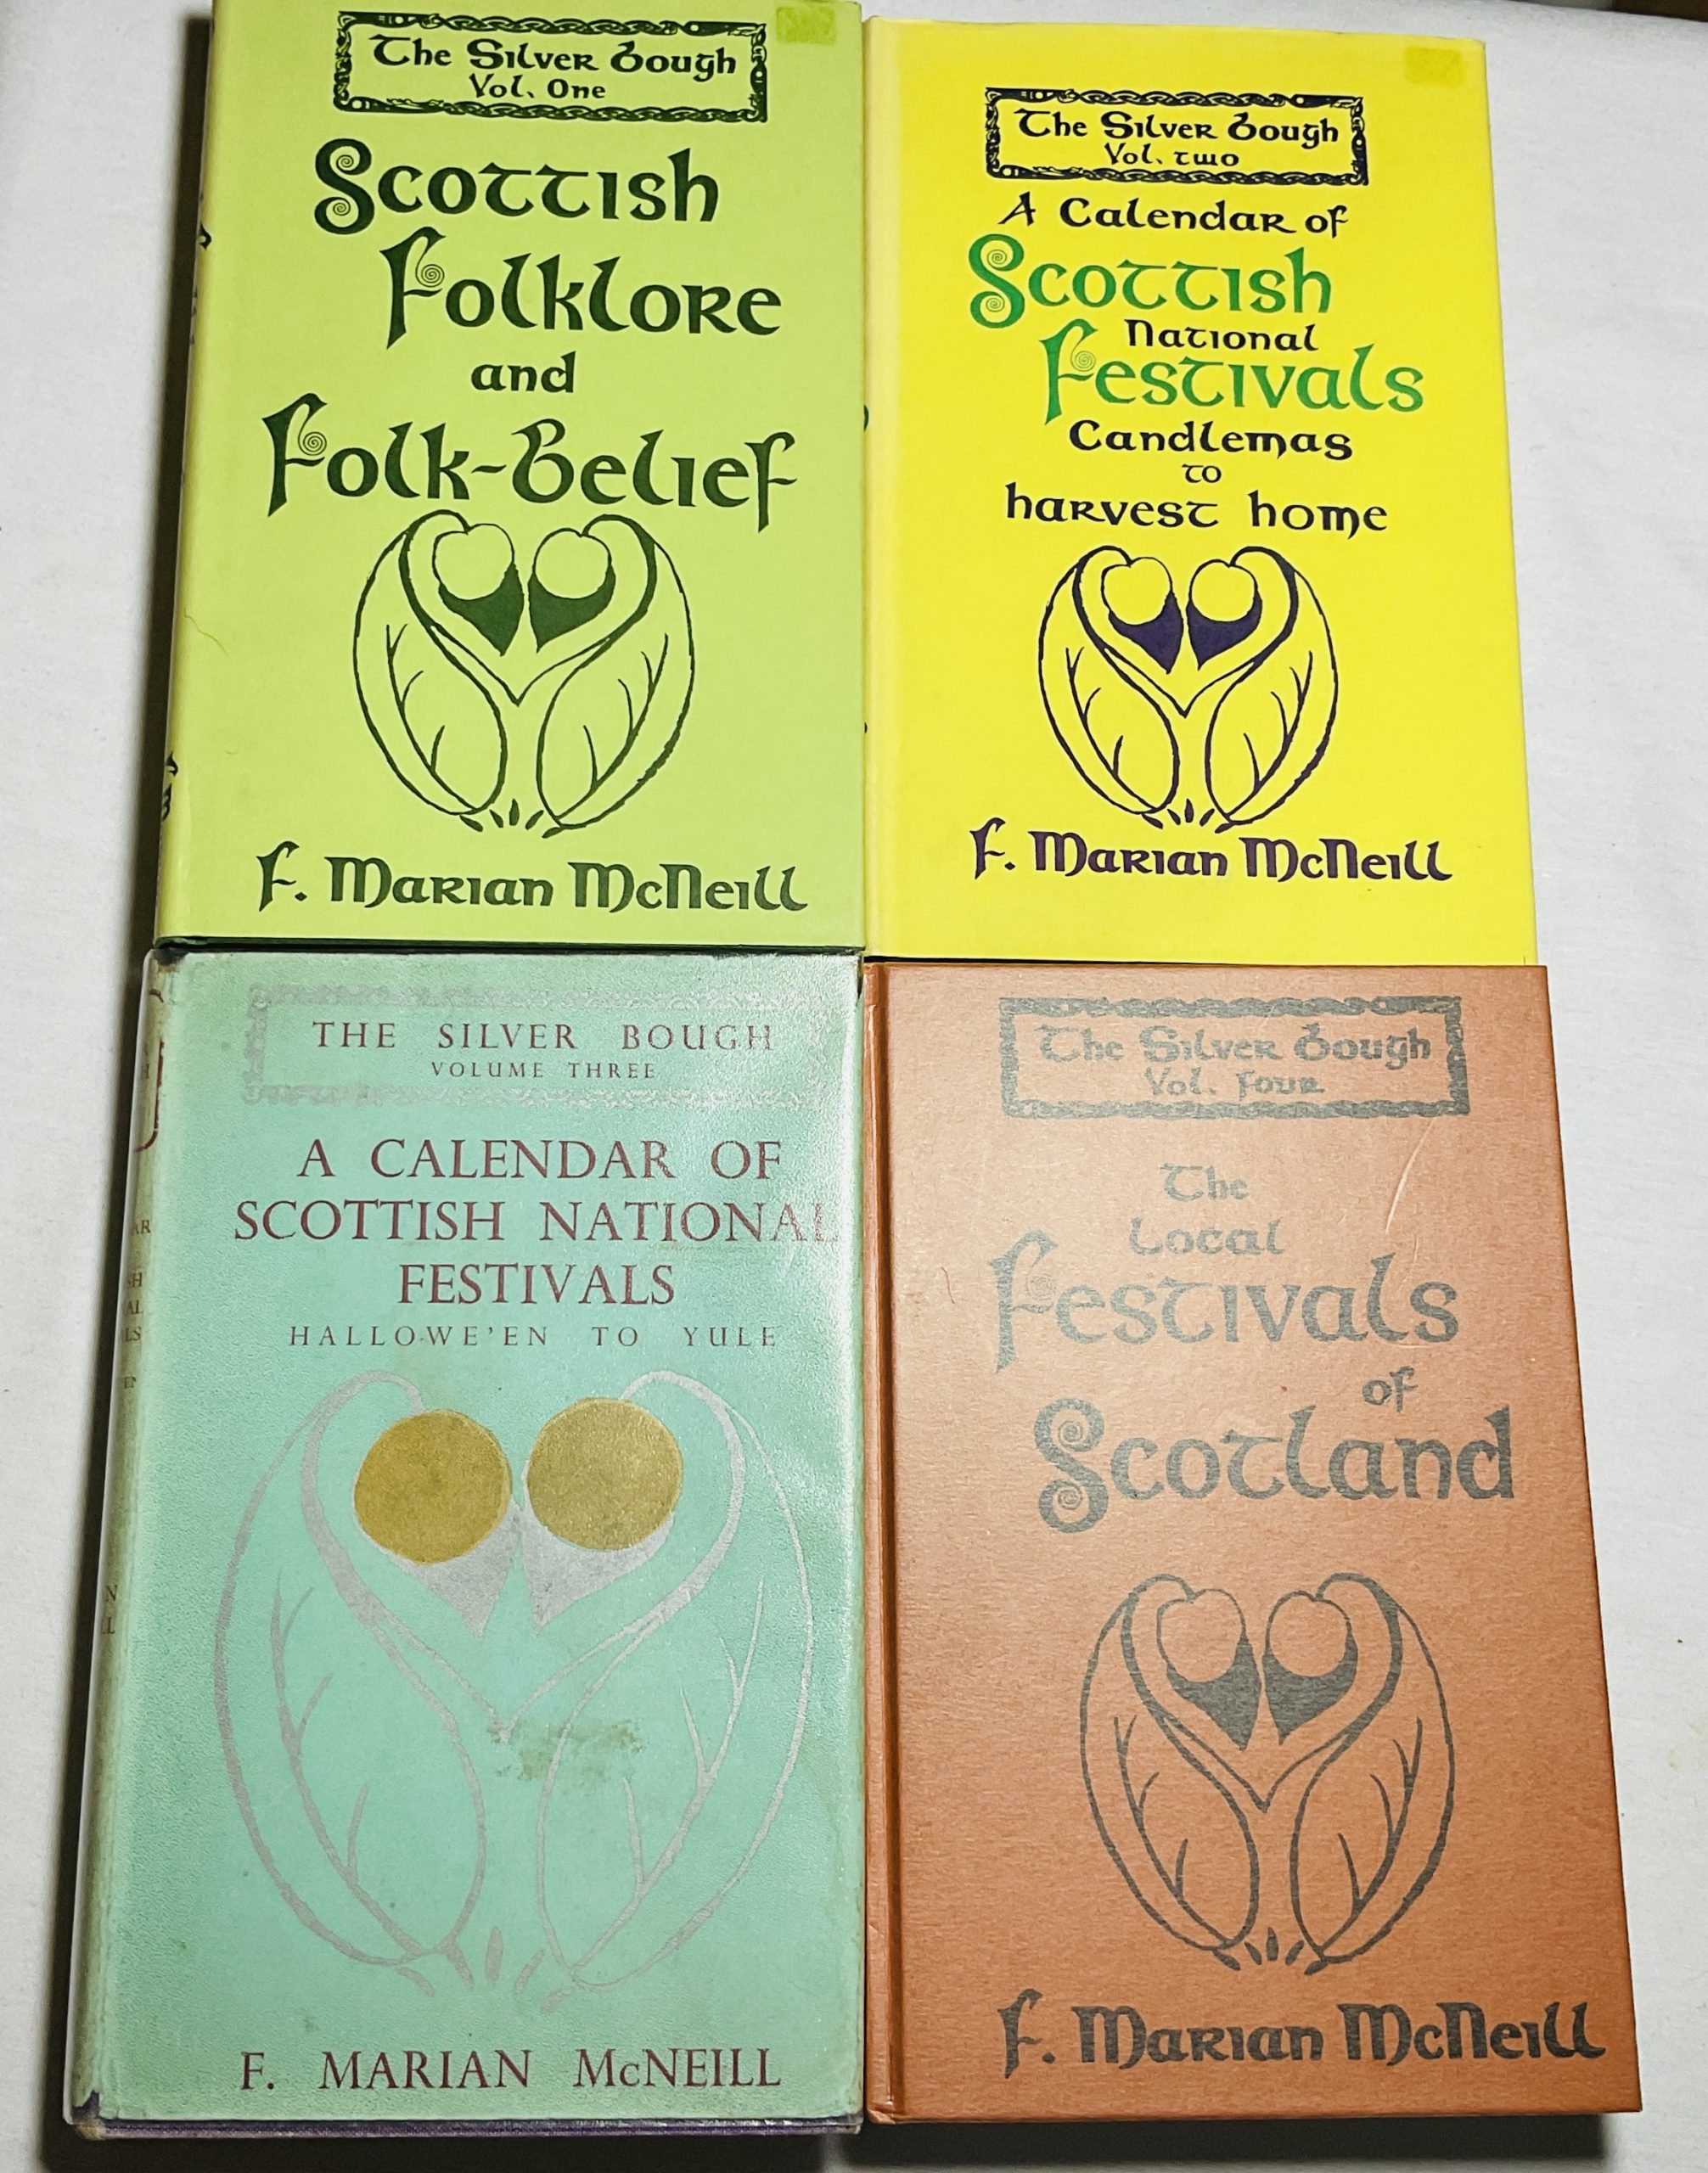 The Silver Bough
Vol. One
Scottish
Folklore
and
Folk-Belief
F. Marian McNeill
The Silver Bough
Vol. two
A Calendar of
Scottish
National
Festivals
Candlemas
to
harvest home
F. Marian McNeill
THE SILVER BOUGH
VOLUME THREE
A CALENDAR OF
SCOTTISH NATIONAL
FESTIVALS
HALLOWE'EN TO YULE
F. MARIAN McNEILL
The Silver Bough
Vol. Four
The
Local
Festivals
of
Scotland
F. Marian McNeill